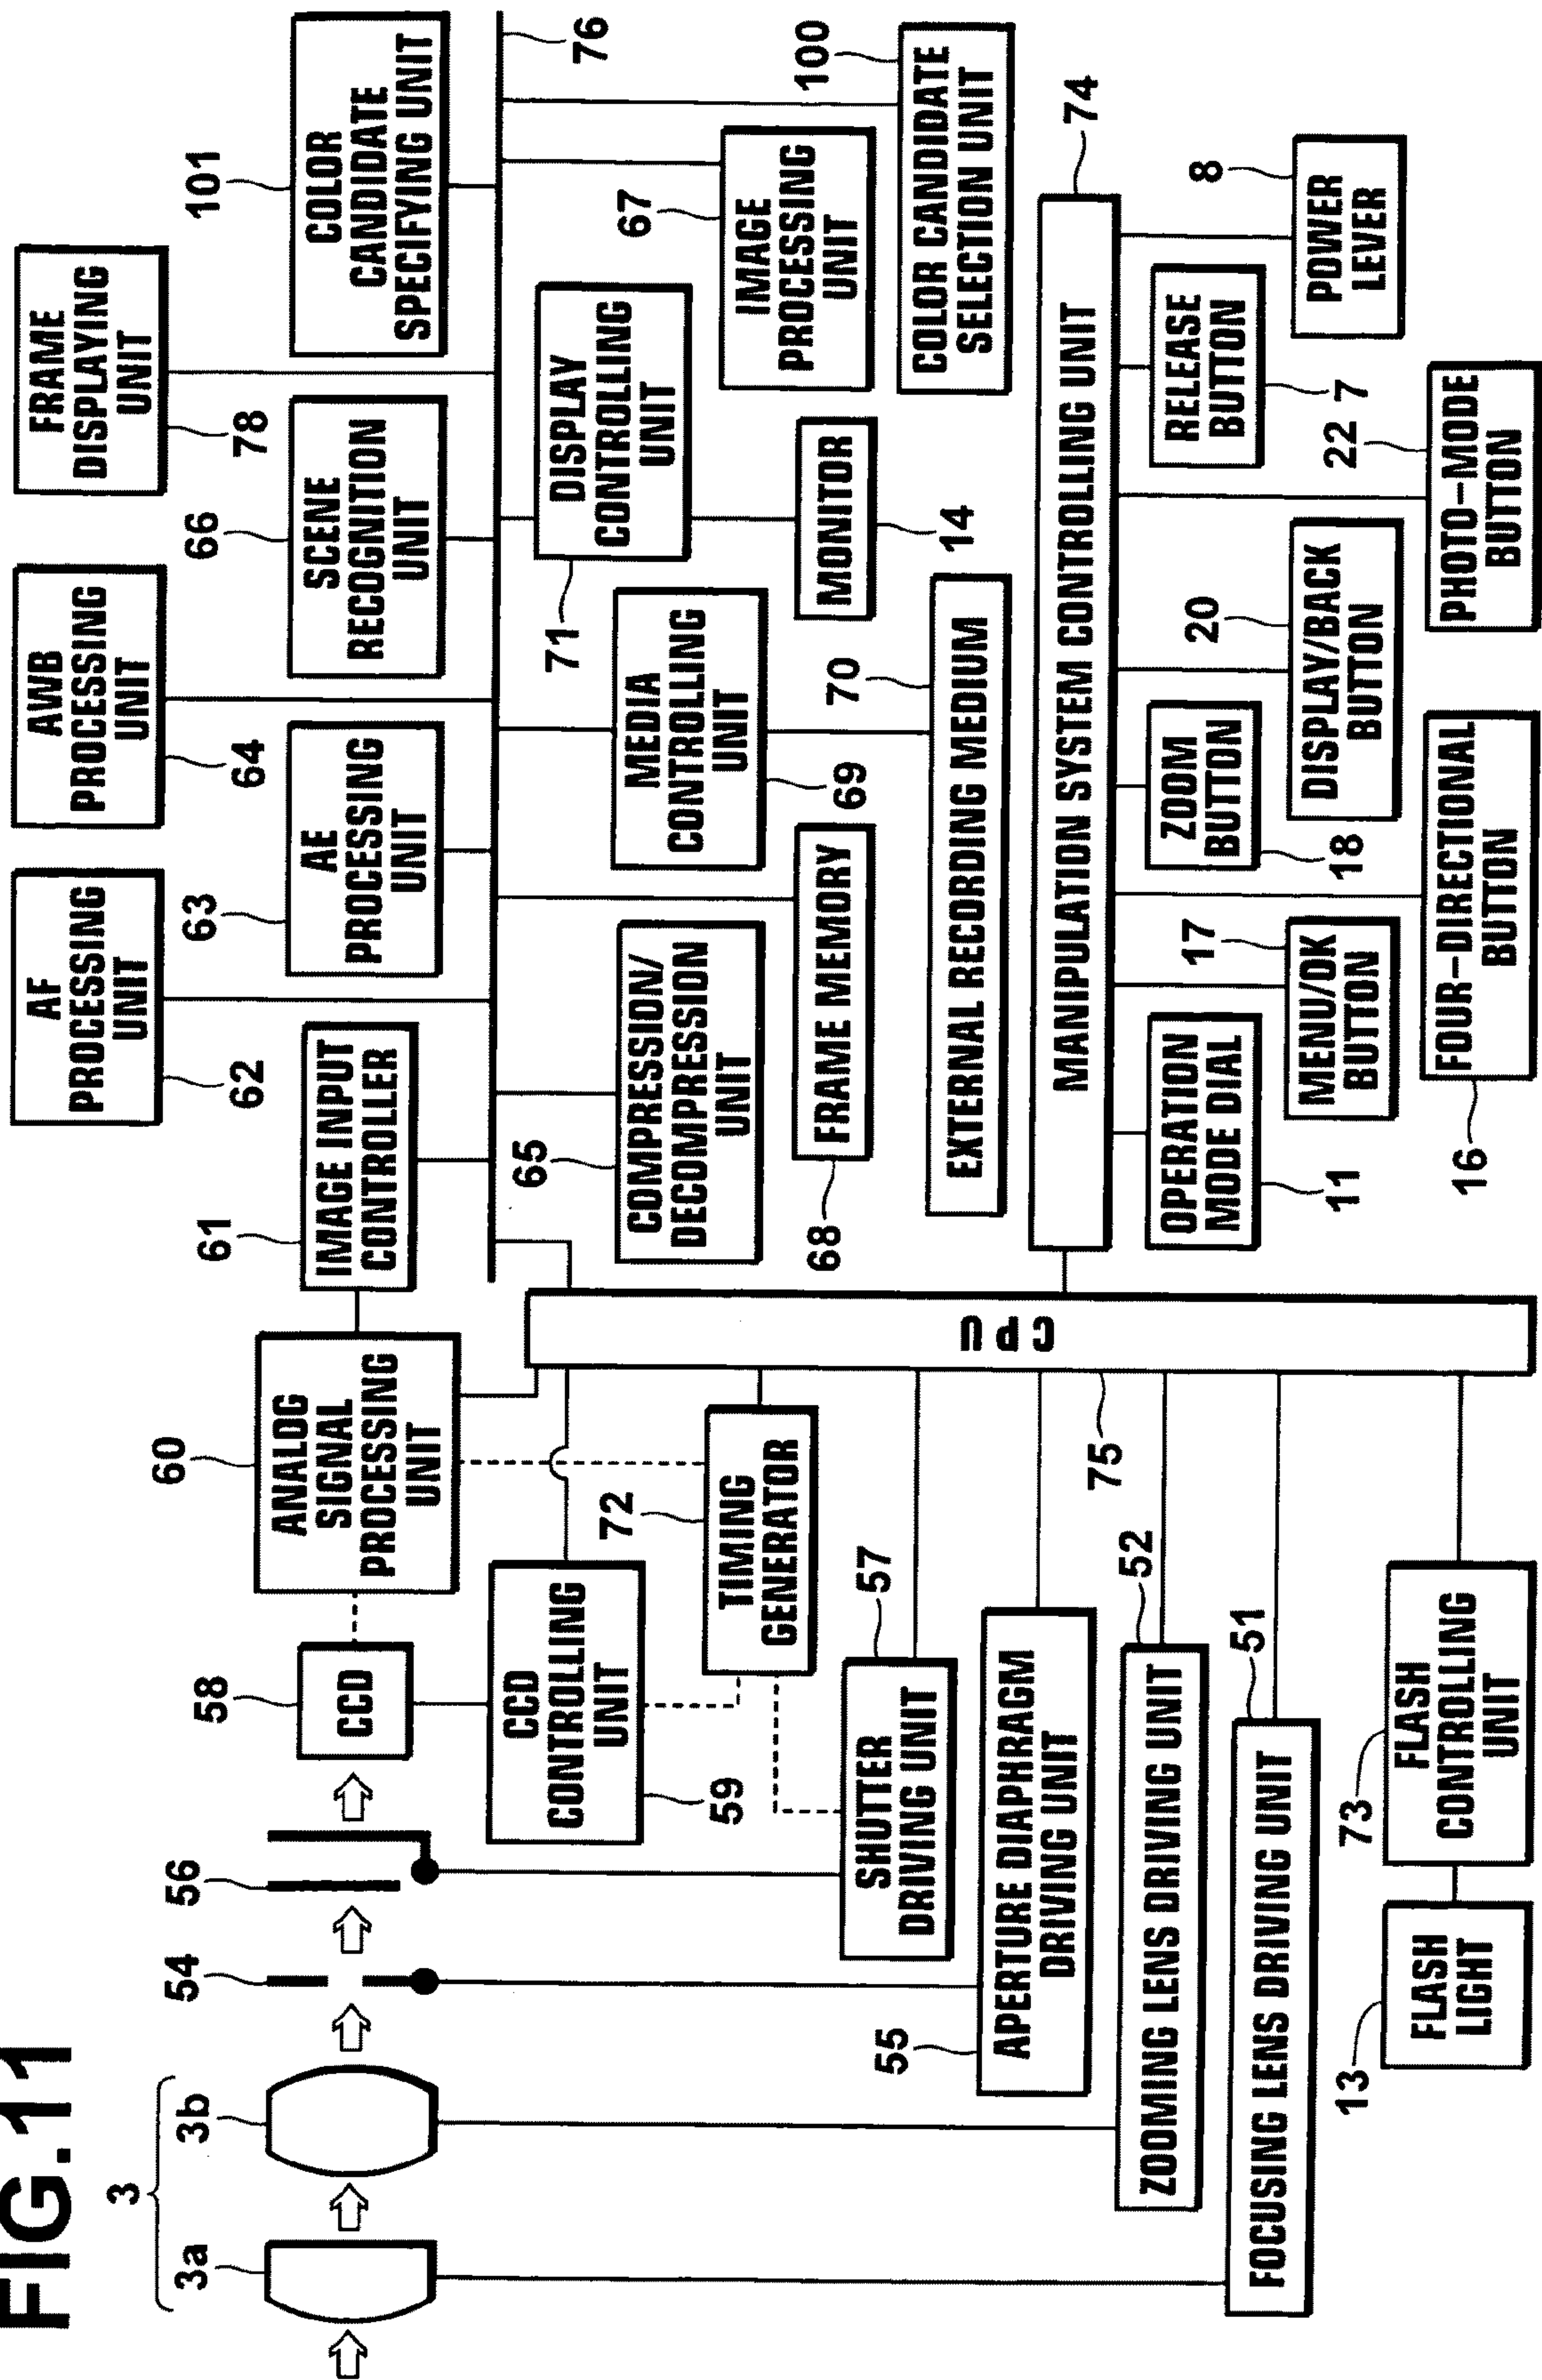 FIG.11
3
3a
3b
54
56
58
CCD
60
ANALOG
SIGNAL
PROCESSING
UNIT
61
IMAGE INPUT
CONTROLLER
AF
PROCESSING
UNIT
62
63
AE
PROCESSING
UNIT
AWB
PROCESSING
UNIT
64
66
SCENE
RECOGNITION
UNIT
FRAME
DISPLAYING
UNIT
78
101
COLOR
CANDIDATE
SPECIFYING UNIT
76
CCD
CONTROLLING
UNIT
59
72
TIMING
GENERATOR
SHUTTER
DRIVING UNIT
57
55
APERTURE DIAPHRAGM
DRIVING UNIT
ZOOMING LENS DRIVING UNIT
52
FOCUSING LENS DRIVING UNIT
51
13
FLASH
LIGHT
73
FLASH
CONTROLLING
UNIT
CPU
75
65
COMPRESSION/
DECOMPRESSION
UNIT
68
FRAME MEMORY
MEDIA
CONTROLLING
UNIT
69
70
EXTERNAL RECORDING MEDIUM
71
DISPLAY
CONTROLLING
UNIT
MONITOR
14
67
IMAGE
PROCESSING
UNIT
100
COLOR CANDIDATE
SELECTION UNIT
MANIPULATION SYSTEM CONTROLLING UNIT
74
OPERATION
MODE DIAL
11
17
MENU/OK
BUTTON
16
FOUR-DIRECTIONAL
BUTTON
ZOOM
BUTTON
18
20
DISPLAY/BACK
BUTTON
22
PHOTO-MODE
BUTTON
RELEASE
BUTTON
7
8
POWER
LEVER